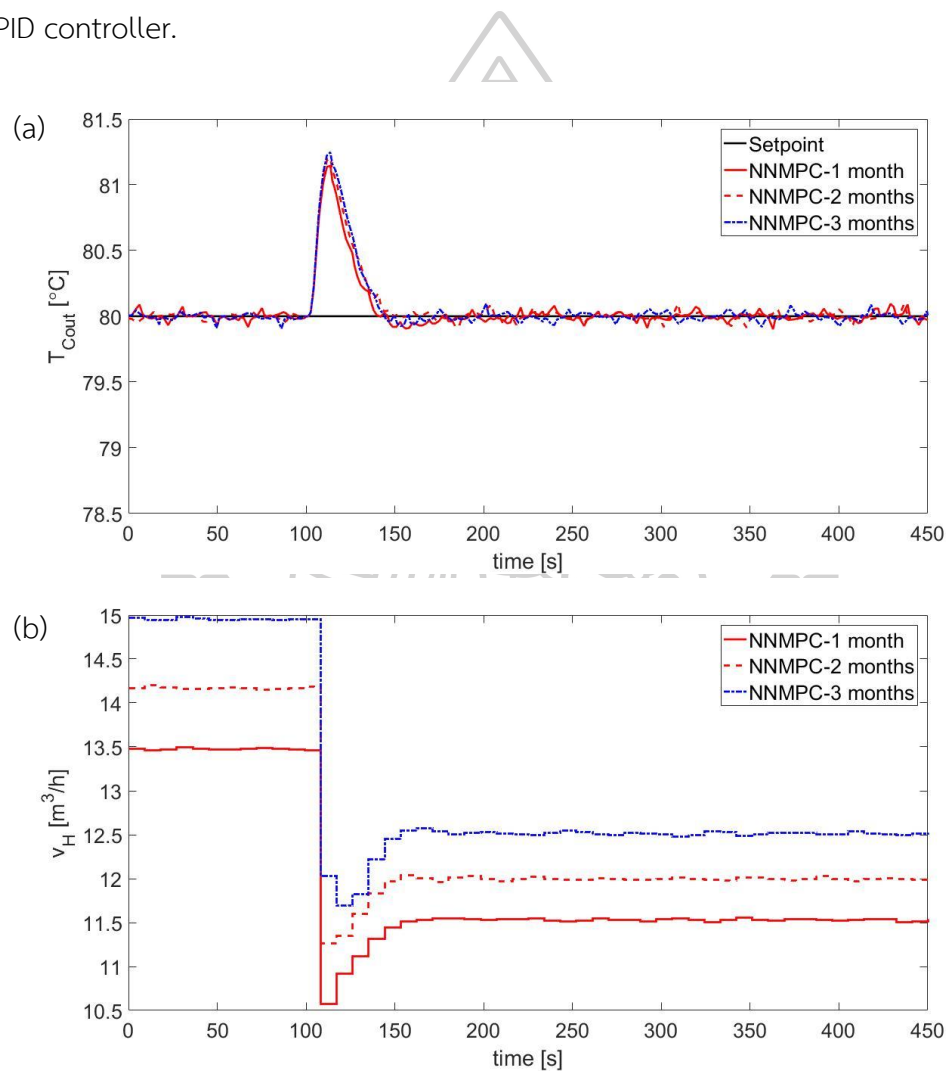 PID controller.
(a)
81.5
81
80.5
80
79.5
79
78.5
T_Cout [°C]
Setpoint
NNMPC-1 month
NNMPC-2 months
NNMPC-3 months
0 50 100 150 200 250 300 350 400 450
time [s]
(b)
15
14.5
14
13.5
13
12.5
12
11.5
11
10.5
v_H [m³/h]
NNMPC-1 month
NNMPC-2 months
NNMPC-3 months
0 50 100 150 200 250 300 350 400 450
time [s]